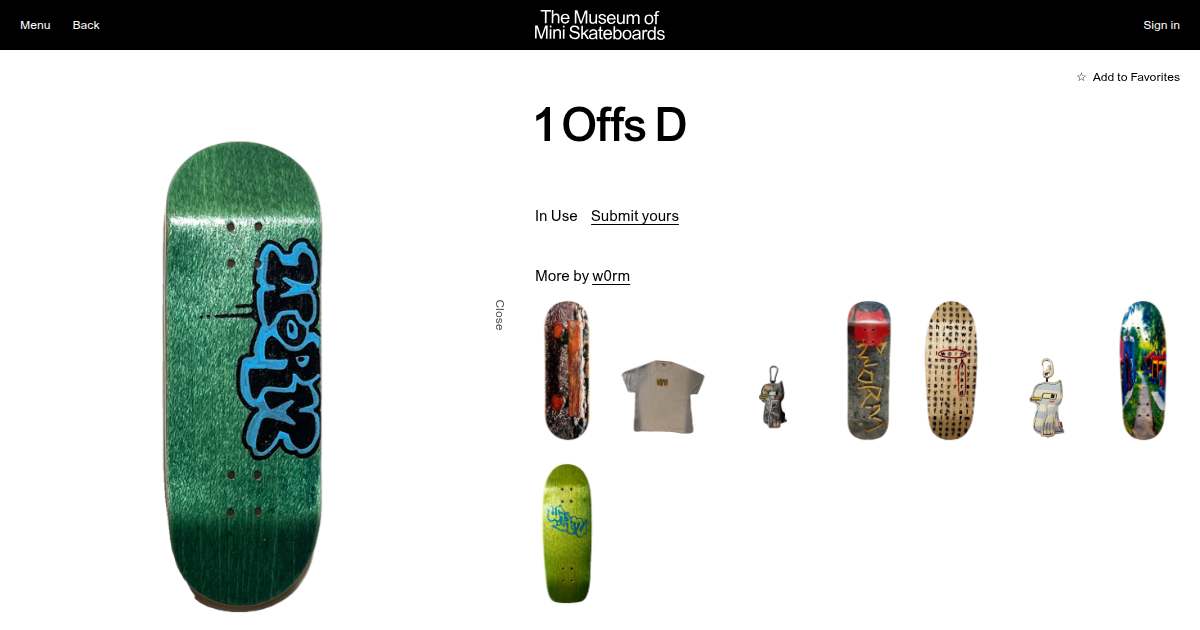 Menu
Back
The Museum of
Mini Skateboards
Sign in
☆ Add to Favorites
1 Offs D
In Use Submit yours
More by w0rm
Close
WORM